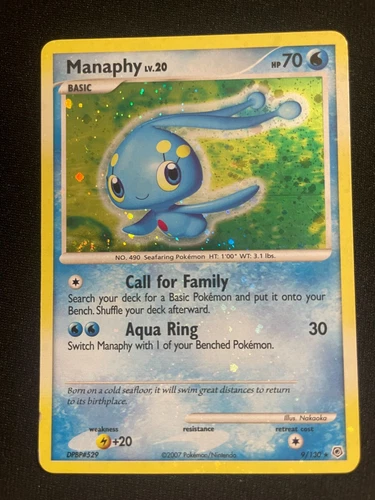 Manaphy LV.20 HP 70
BASIC
NO. 490 Seafaring Pokémon HT: 1'00" WT: 3.1 lbs.
Call for Family
Search your deck for a Basic Pokémon and put it onto your
Bench. Shuffle your deck afterward.
Aqua Ring 30
Switch Manaphy with 1 of your Benched Pokémon.
Born on a cold seafloor, it will swim great distances to return
to its birthplace.
Illus. Nakaoka
weakness resistance retreat cost
+20
DPBP#529 ©2007 Pokémon/Nintendo. 9/130 ★